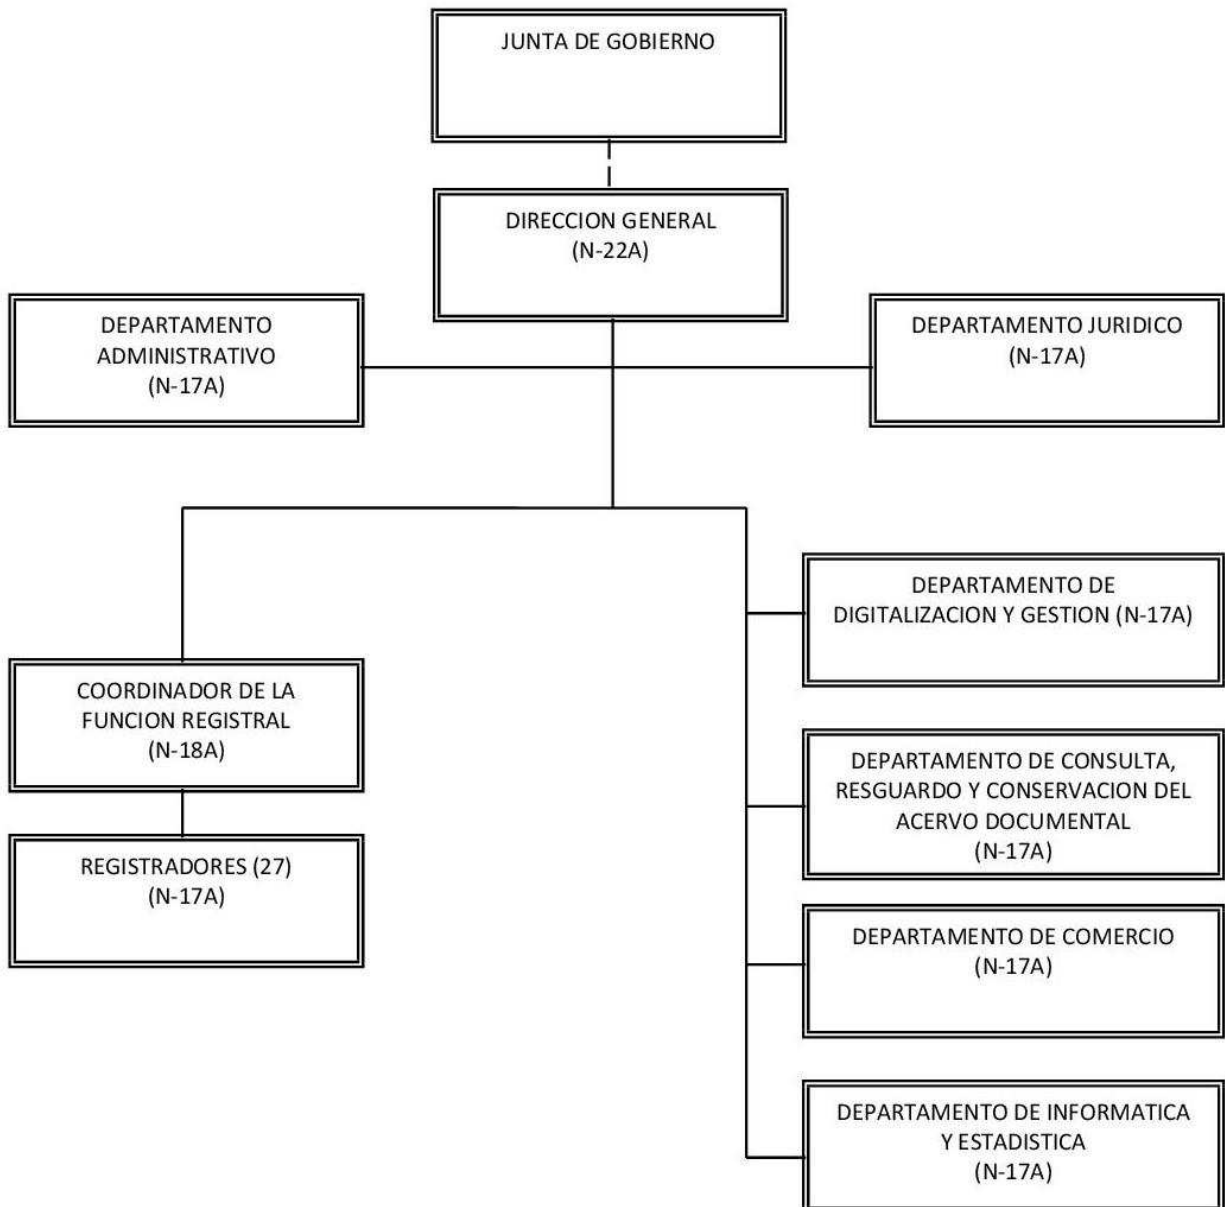 JUNTA DE GOBIERNO
DIRECCION GENERAL
(N-22A)
DEPARTAMENTO
ADMINISTRATIVO
(N-17A)
DEPARTAMENTO JURIDICO
(N-17A)
DEPARTAMENTO DE
DIGITALIZACION Y GESTION (N-17A)
COORDINADOR DE LA
FUNCION REGISTRAL
(N-18A)
DEPARTAMENTO DE CONSULTA,
RESGUARDO Y CONSERVACION DEL
ACERVO DOCUMENTAL
(N-17A)
REGISTRADORES (27)
(N-17A)
DEPARTAMENTO DE COMERCIO
(N-17A)
DEPARTAMENTO DE INFORMATICA
Y ESTADISTICA
(N-17A)